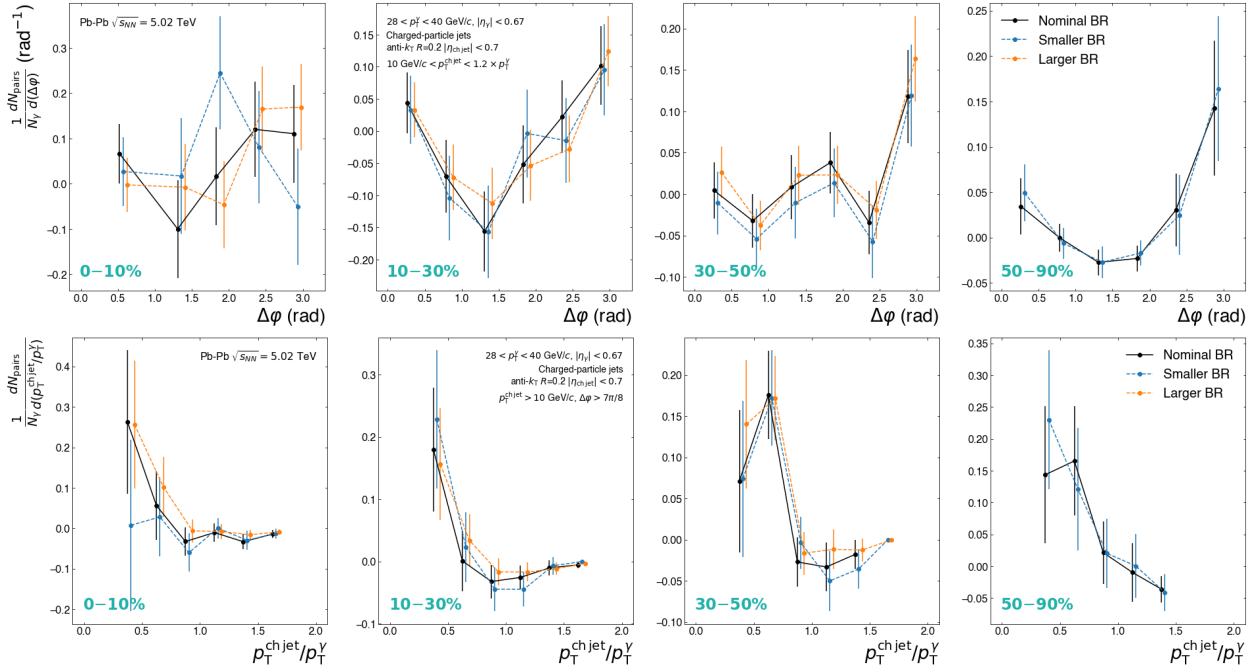 1/N_γ dN_pairs/d(Δφ) (rad⁻¹)
Pb-Pb √s_NN = 5.02 TeV
0.3
0.2
0.1
0.0
−0.1
−0.2
0−10%
0.0 0.5 1.0 1.5 2.0 2.5 3.0
Δφ (rad)
28 < p_T^γ < 40 GeV/c, |η_γ| < 0.67
Charged-particle jets
anti-k_T R=0.2 |η_ch jet| < 0.7
10 GeV/c < p_T^ch jet < 1.2 × p_T^γ
0.15
0.10
0.05
0.00
−0.05
−0.10
−0.15
−0.20
10−30%
0.0 0.5 1.0 1.5 2.0 2.5 3.0
Δφ (rad)
0.20
0.15
0.10
0.05
0.00
−0.05
−0.10
30−50%
0.0 0.5 1.0 1.5 2.0 2.5 3.0
Δφ (rad)
Nominal BR
Smaller BR
Larger BR
0.25
0.20
0.15
0.10
0.05
0.00
−0.05
50−90%
0.0 0.5 1.0 1.5 2.0 2.5 3.0
Δφ (rad)
1/N_γ dN_pairs/d(p_T^ch jet/p_T^γ)
Pb-Pb √s_NN = 5.02 TeV
0.4
0.3
0.2
0.1
0.0
−0.1
−0.2
0−10%
0.0 0.5 1.0 1.5 2.0
p_T^ch jet/p_T^γ
28 < p_T^γ < 40 GeV/c, |η_γ| < 0.67
Charged-particle jets
anti-k_T R=0.2 |η_ch jet| < 0.7
p_T^ch jet > 10 GeV/c, Δφ > 7π/8
0.3
0.2
0.1
0.0
−0.1
10−30%
0.0 0.5 1.0 1.5 2.0
p_T^ch jet/p_T^γ
0.20
0.15
0.10
0.05
0.00
−0.05
−0.10
30−50%
0.0 0.5 1.0 1.5 2.0
p_T^ch jet/p_T^γ
Nominal BR
Smaller BR
Larger BR
0.35
0.30
0.25
0.20
0.15
0.10
0.05
0.00
−0.05
50−90%
0.0 0.5 1.0 1.5 2.0
p_T^ch jet/p_T^γ